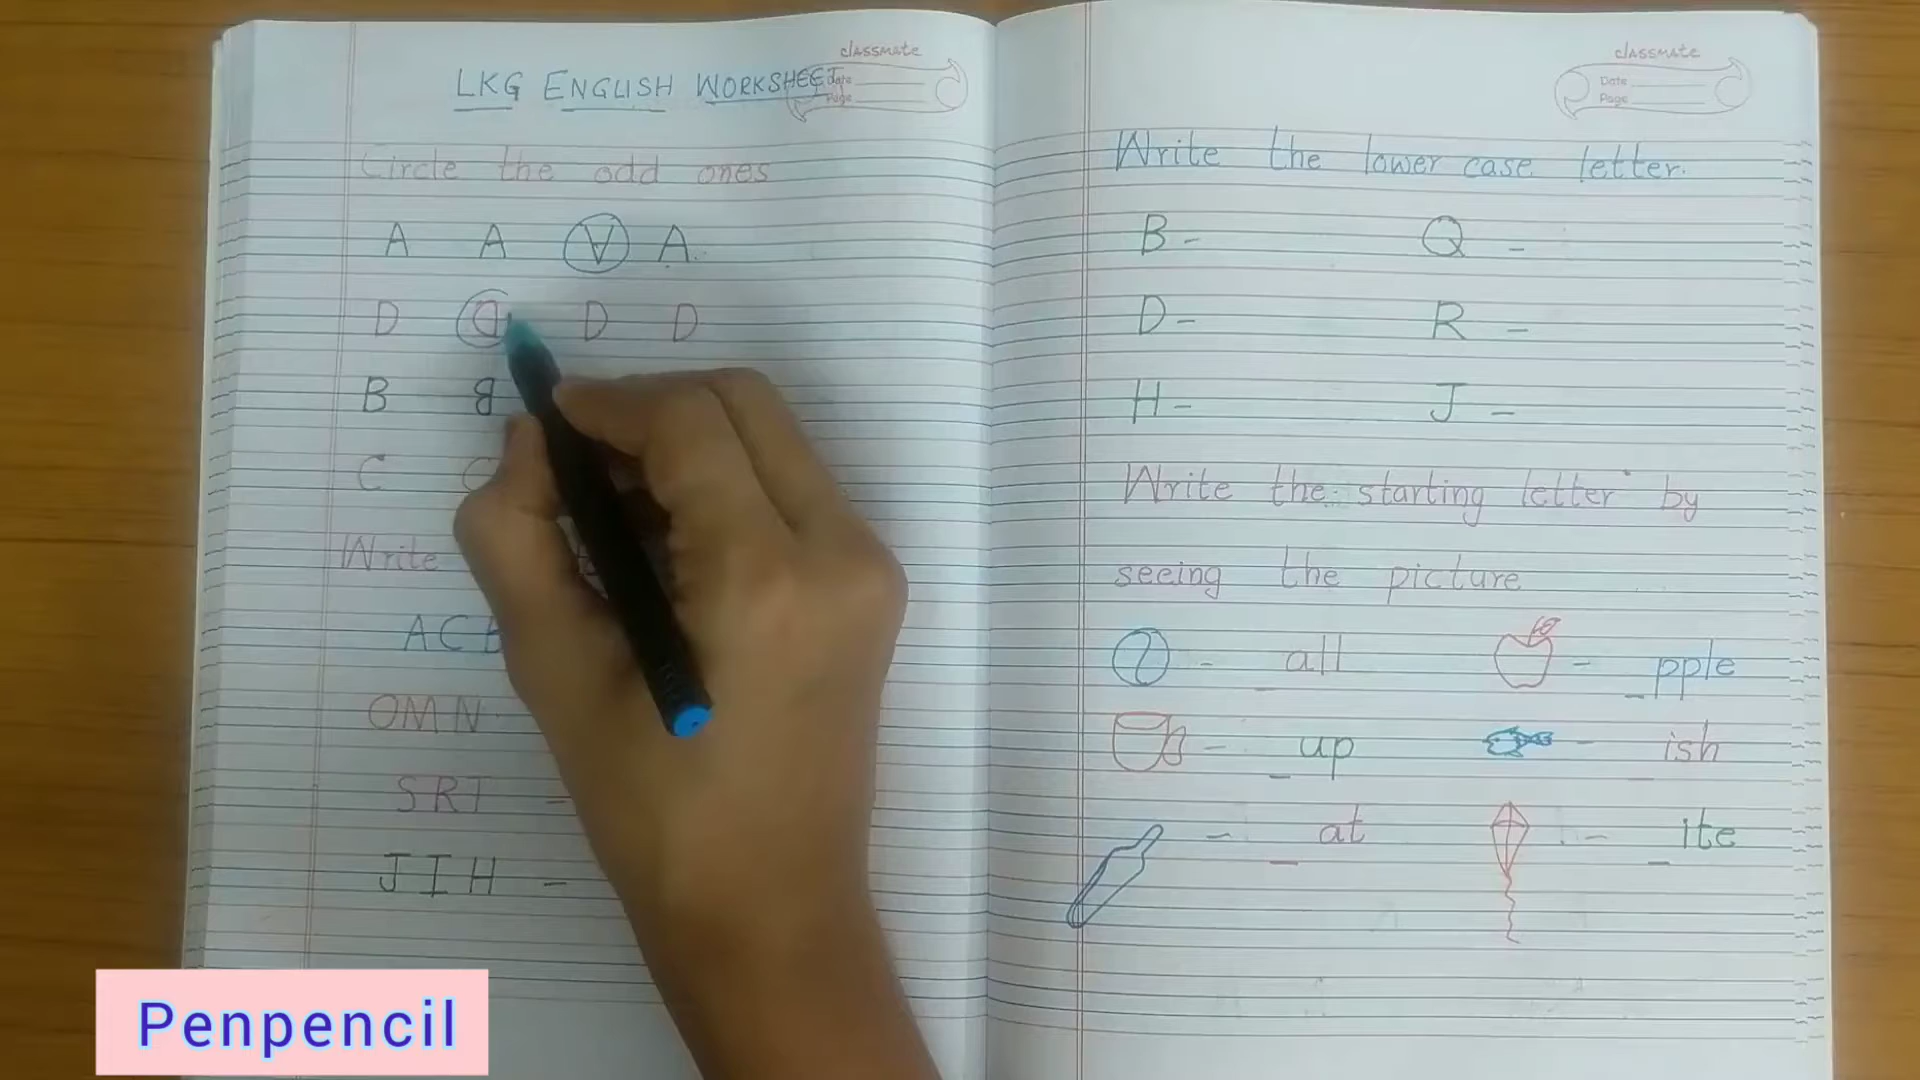 classmate
Date
Page
LKG ENGLISH WORKSHEET
Circle the odd ones
A A A A
D D D D
B B
C
Write
A C B
OMN
SRT -
JIH -
classmate
Date
Page
Write the lower case letter.
B - Q -
D - R -
H - J -
Write the starting letter by
seeing the picture
- _ all - _ pple
- _ up - _ ish
- _ at - _ ite
Penpencil